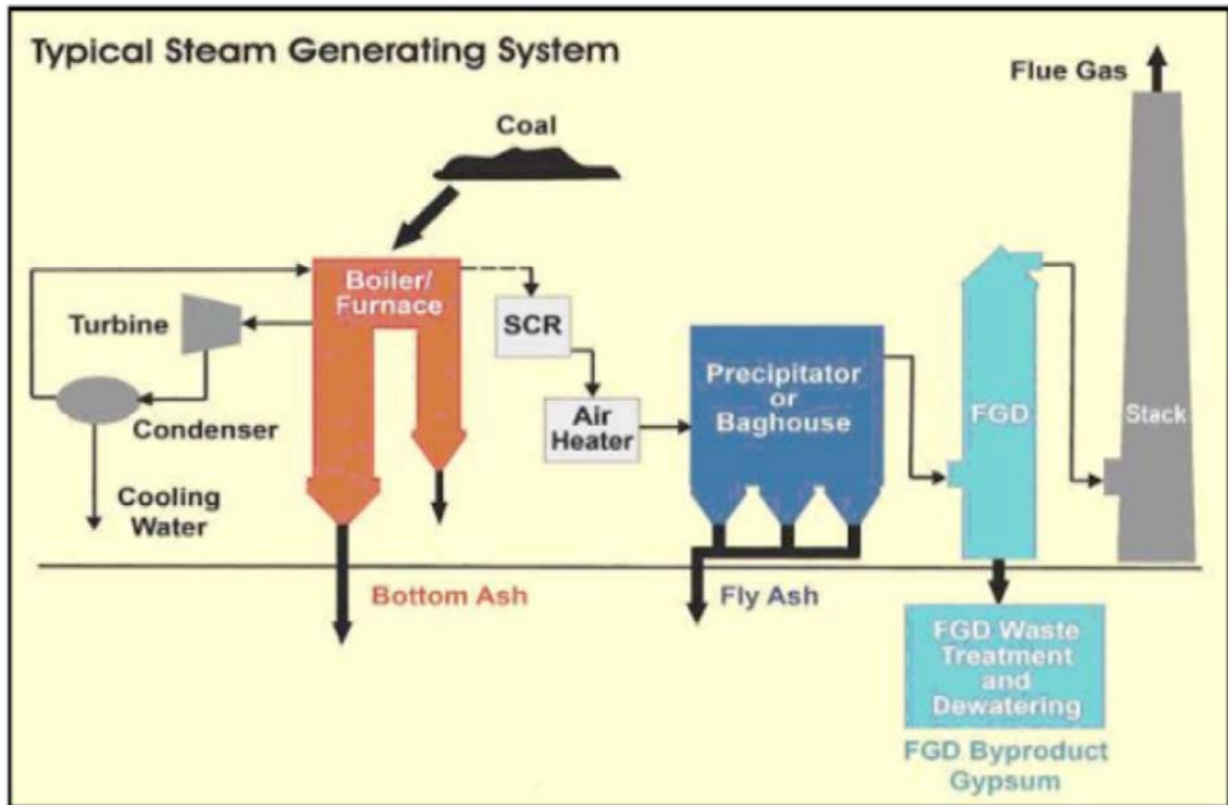 Typical Steam Generating System
Flue Gas
Coal
Boiler/
Furnace
Turbine
SCR
Condenser
Air
Heater
Precipitator
or
Baghouse
FGD
Stack
Cooling
Water
Bottom Ash
Fly Ash
FGD Waste
Treatment
and
Dewatering
FGD Byproduct
Gypsum